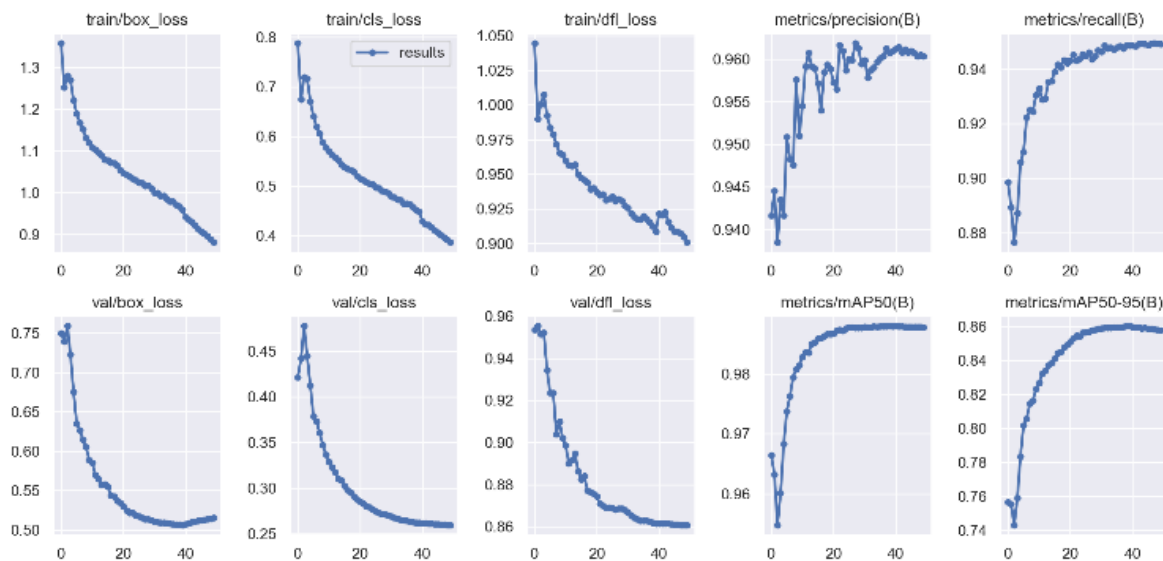 train/box_loss
train/cls_loss
train/dfl_loss
metrics/precision(B)
metrics/recall(B)
1.3
1.2
1.1
1.0
0.9
0 20 40
0.8
0.7
0.6
0.5
0.4
results
0 20 40
1.050
1.025
1.000
0.975
0.950
0.925
0.900
0 20 40
0.960
0.955
0.950
0.945
0.940
0 20 40
0.94
0.92
0.90
0.88
0 20 40
val/box_loss
val/cls_loss
val/dfl_loss
metrics/mAP50(B)
metrics/mAP50-95(B)
0.75
0.70
0.65
0.60
0.55
0.50
0 20 40
0.45
0.40
0.35
0.30
0.25
0 20 40
0.96
0.94
0.92
0.90
0.88
0.86
0 20 40
0.98
0.97
0.96
0 20 40
0.86
0.84
0.82
0.80
0.78
0.76
0.74
0 20 40